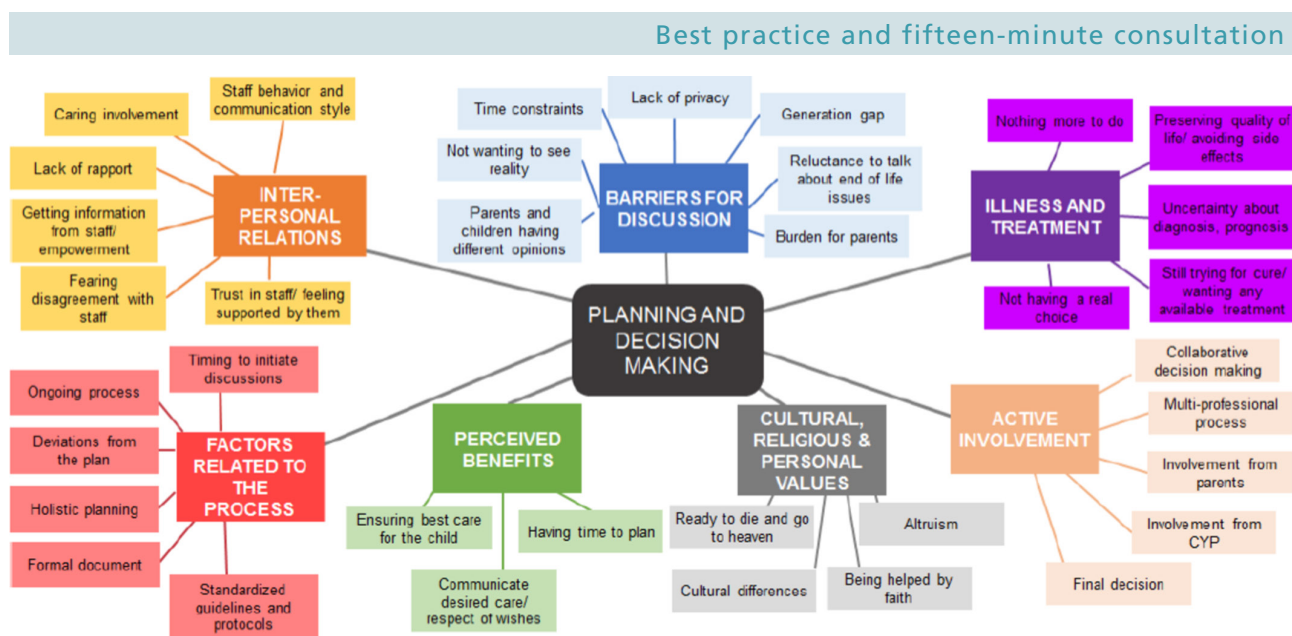 Best practice and fifteen-minute consultation
Caring involvement
Staff behavior and
communication style
Lack of rapport
Getting information
from staff/
empowerment
Fearing
disagreement with
staff
Trust in staff/ feeling
supported by them
INTER-
PERSONAL
RELATIONS
Time constraints
Lack of privacy
Generation gap
Not wanting to see
reality
Reluctance to talk
about end of life
issues
Parents and
children having
different opinions
Burden for parents
BARRIERS FOR
DISCUSSION
Nothing more to do
Preserving quality of
life/ avoiding side
effects
Uncertainty about
diagnosis, prognosis
Still trying for cure/
wanting any
available treatment
Not having a real
choice
ILLNESS AND
TREATMENT
PLANNING AND
DECISION
MAKING
Timing to initiate
discussions
Ongoing process
Deviations from
the plan
Holistic planning
Formal document
Standardized
guidelines and
protocols
FACTORS
RELATED TO
THE
PROCESS
PERCEIVED
BENEFITS
Ensuring best care
for the child
Having time to plan
Communicate
desired care/
respect of wishes
CULTURAL,
RELIGIOUS &
PERSONAL
VALUES
Ready to die and go
to heaven
Altruism
Cultural differences
Being helped by
faith
ACTIVE
INVOLVEMENT
Collaborative
decision making
Multi-professional
process
Involvement from
parents
Involvement from
CYP
Final decision